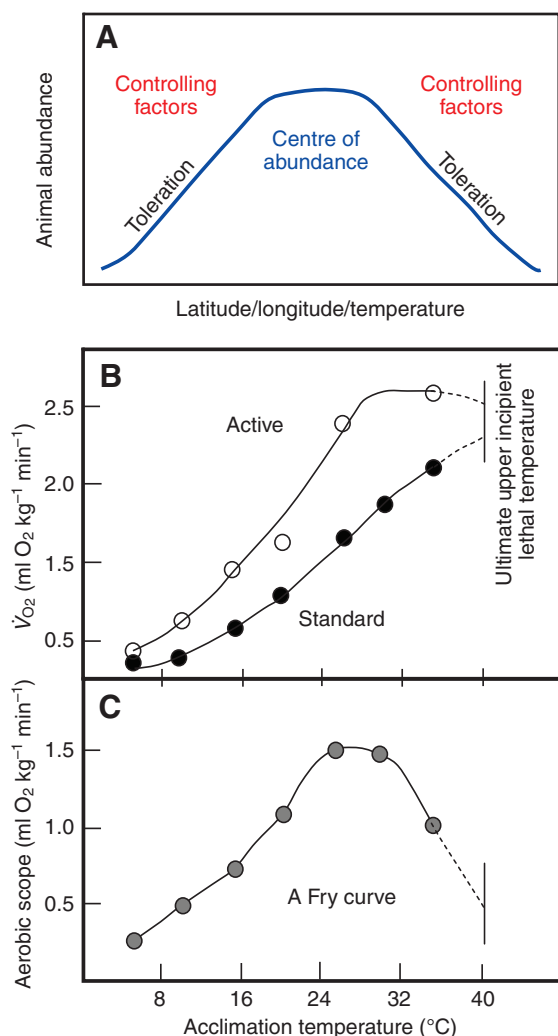 A
Controlling
factors
Controlling
factors
Centre of
abundance
Toleration
Toleration
Animal abundance
Latitude/longitude/temperature
B
2.5
2.0
1.5
0.5
Active
Standard
V̇O2 (ml O2 kg−1 min−1)
Ultimate upper incipient
lethal temperature
C
1.5
1.0
0.5
A Fry curve
Aerobic scope (ml O2 kg−1 min−1)
8 16 24 32 40
Acclimation temperature (°C)